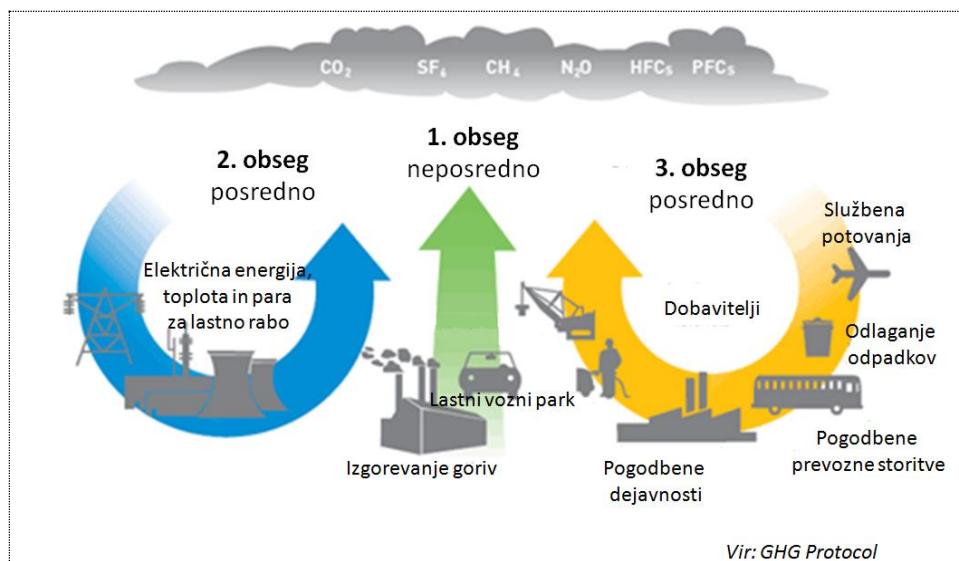 CO₂ SF₆ CH₄ N₂O HFCs PFCs
1. obseg
neposredno
2. obseg
posredno
3. obseg
posredno
Službena
potovanja
Električna energija,
toplota in para
za lastno rabo
Dobavitelji
Odlaganje
odpadkov
Lastni vozni park
Izgorevanje goriv
Pogodbene
dejavnosti
Pogodbene
prevozne storitve
Vir: GHG Protocol